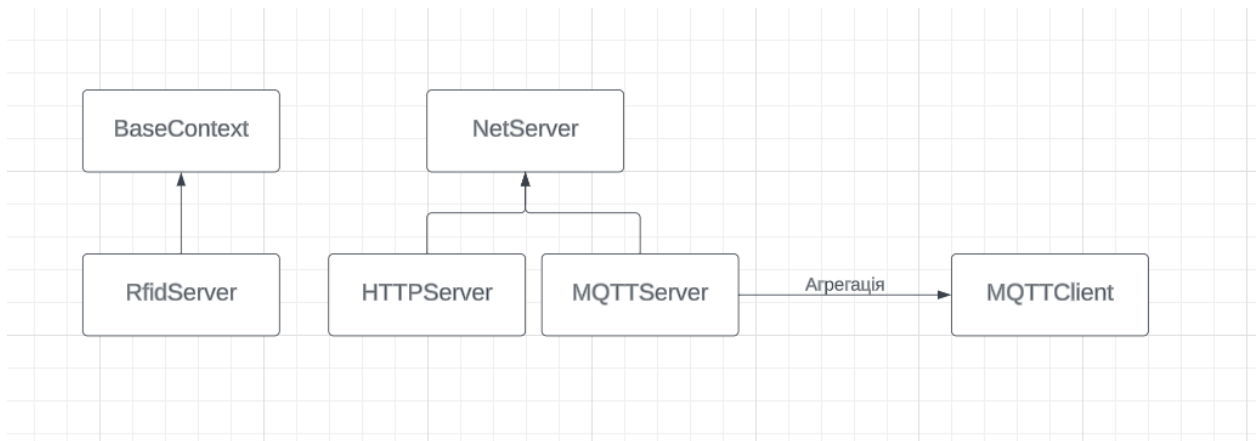 BaseContext
NetServer
RfidServer
HTTPServer
MQTTServer
Агрегація
MQTTClient